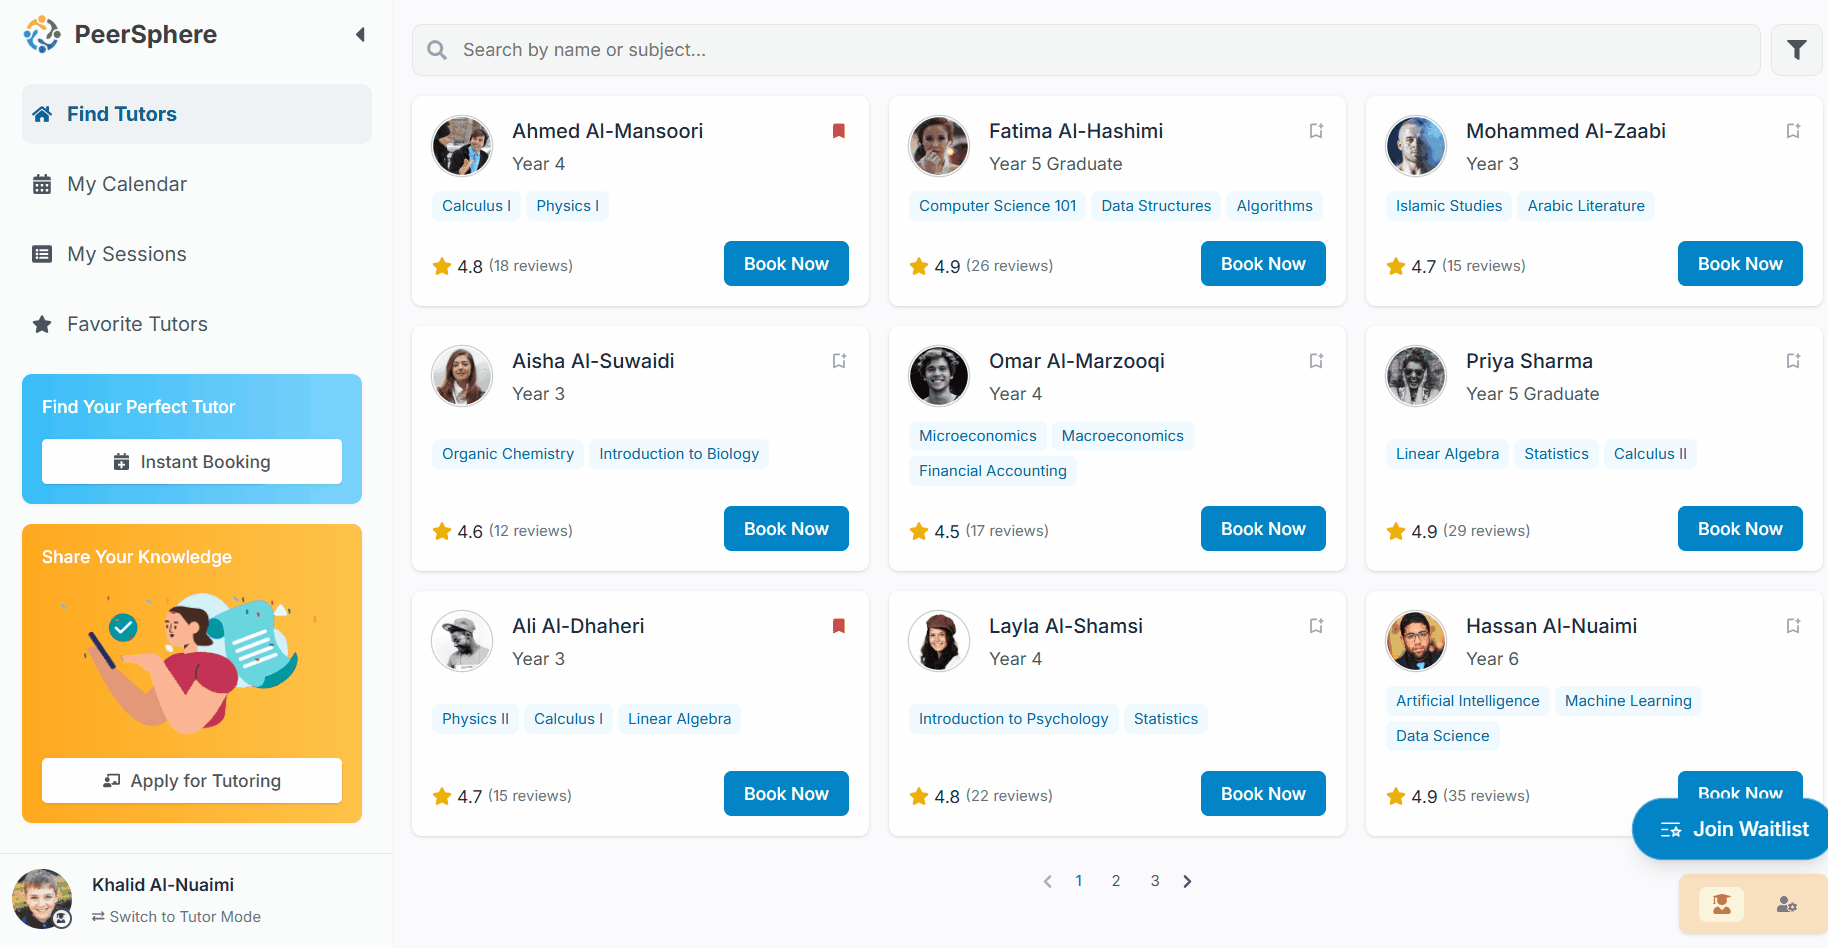 PeerSphere
Find Tutors
My Calendar
My Sessions
Favorite Tutors
Find Your Perfect Tutor
Instant Booking
Share Your Knowledge
Apply for Tutoring
Khalid Al-Nuaimi
Switch to Tutor Mode
Search by name or subject...
Ahmed Al-Mansoori
Year 4
Calculus I Physics I
4.8 (18 reviews) Book Now
Fatima Al-Hashimi
Year 5 Graduate
Computer Science 101 Data Structures Algorithms
4.9 (26 reviews) Book Now
Mohammed Al-Zaabi
Year 3
Islamic Studies Arabic Literature
4.7 (15 reviews) Book Now
Aisha Al-Suwaidi
Year 3
Organic Chemistry Introduction to Biology
4.6 (12 reviews) Book Now
Omar Al-Marzooqi
Year 4
Microeconomics Macroeconomics
Financial Accounting
4.5 (17 reviews) Book Now
Priya Sharma
Year 5 Graduate
Linear Algebra Statistics Calculus II
4.9 (29 reviews) Book Now
Ali Al-Dhaheri
Year 3
Physics II Calculus I Linear Algebra
4.7 (15 reviews) Book Now
Layla Al-Shamsi
Year 4
Introduction to Psychology Statistics
4.8 (22 reviews) Book Now
Hassan Al-Nuaimi
Year 6
Artificial Intelligence Machine Learning
Data Science
4.9 (35 reviews) Book Now
Join Waitlist
1 2 3